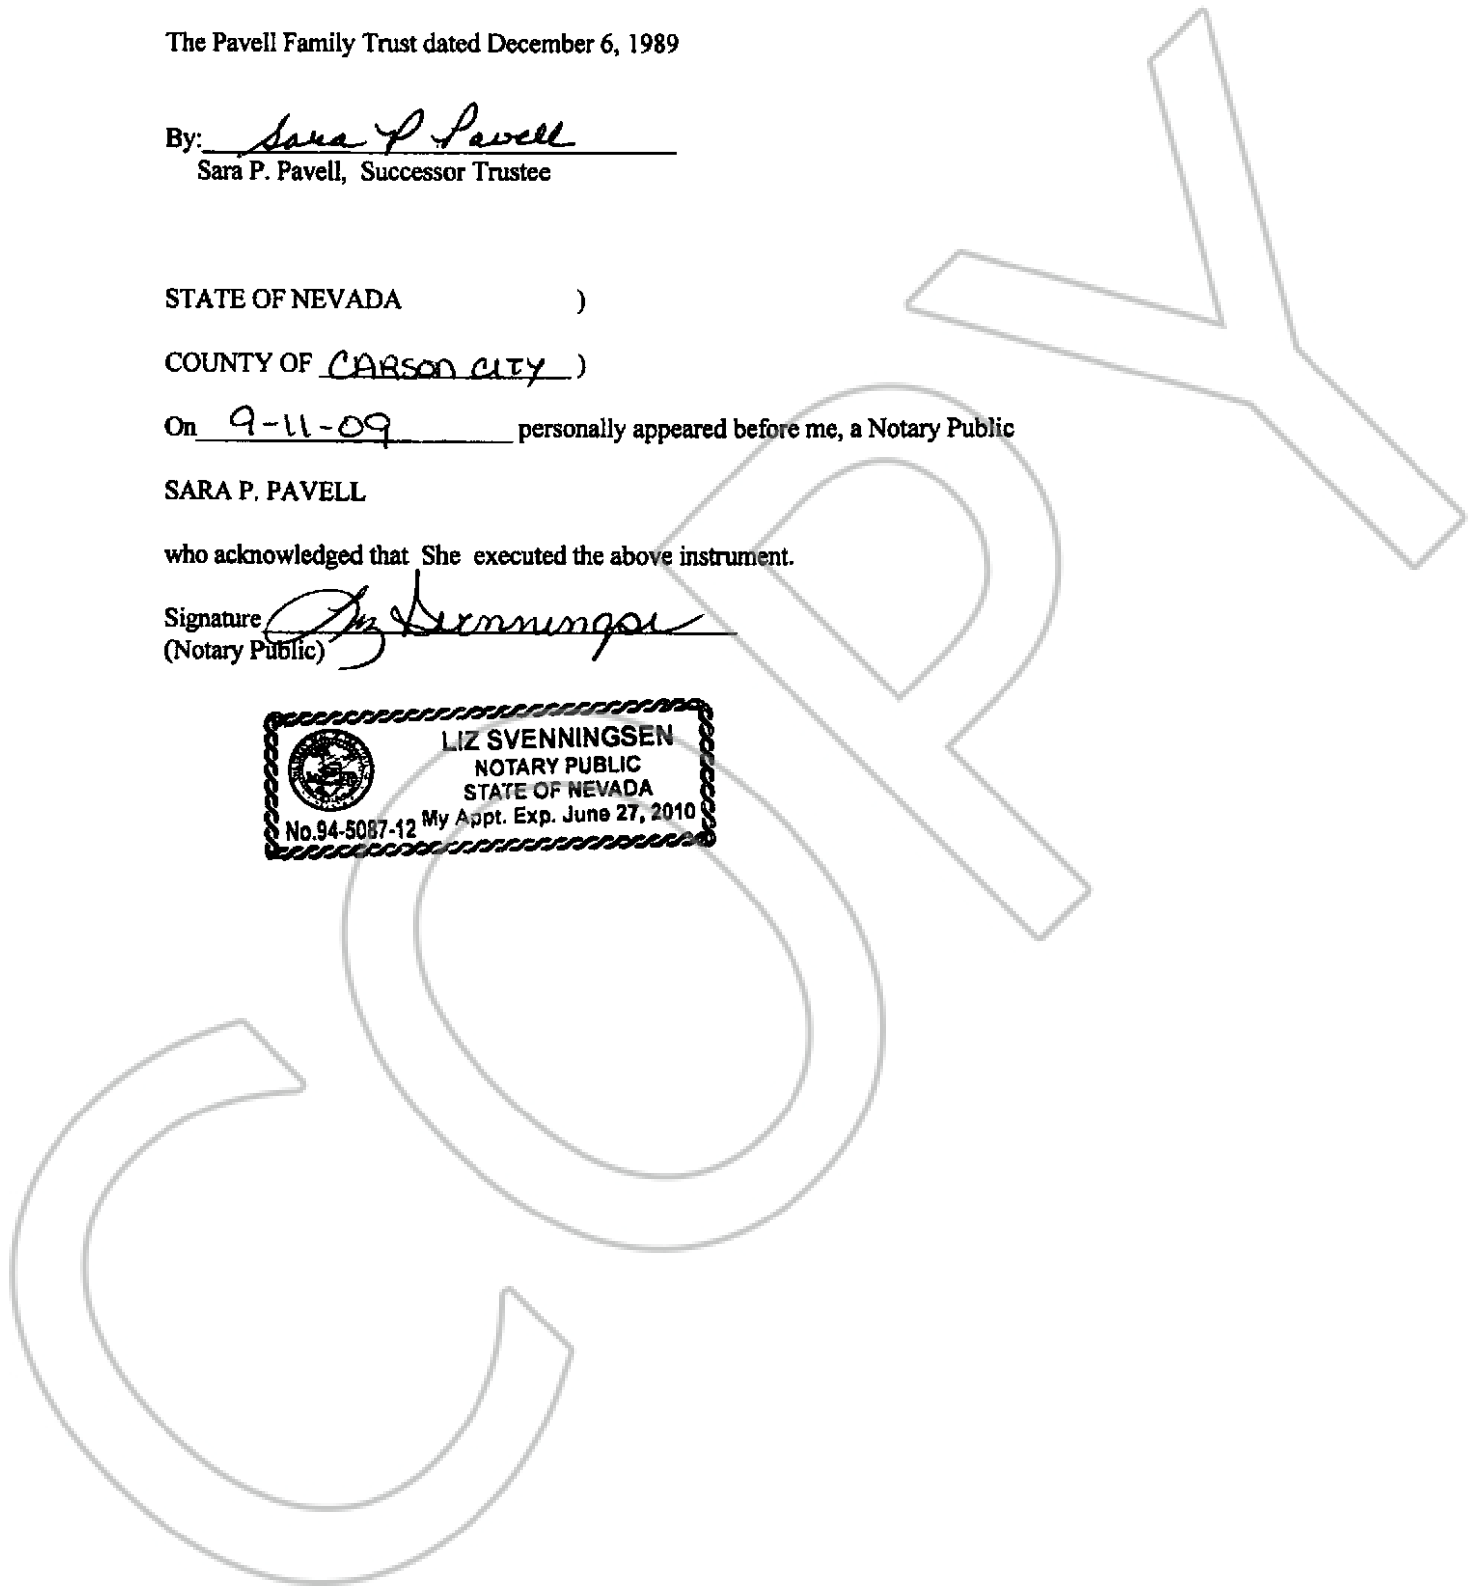 The Pavell Family Trust dated December 6, 1989
By: Sara P Pavell
Sara P. Pavell, Successor Trustee
STATE OF NEVADA )
COUNTY OF CARSON CITY )
On 9-11-09 personally appeared before me, a Notary Public
SARA P. PAVELL
who acknowledged that She executed the above instrument.
Signature Liz Svenningsen
(Notary Public)
LIZ SVENNINGSEN
NOTARY PUBLIC
STATE OF NEVADA
No.94-5087-12 My Appt. Exp. June 27, 2010
COPY